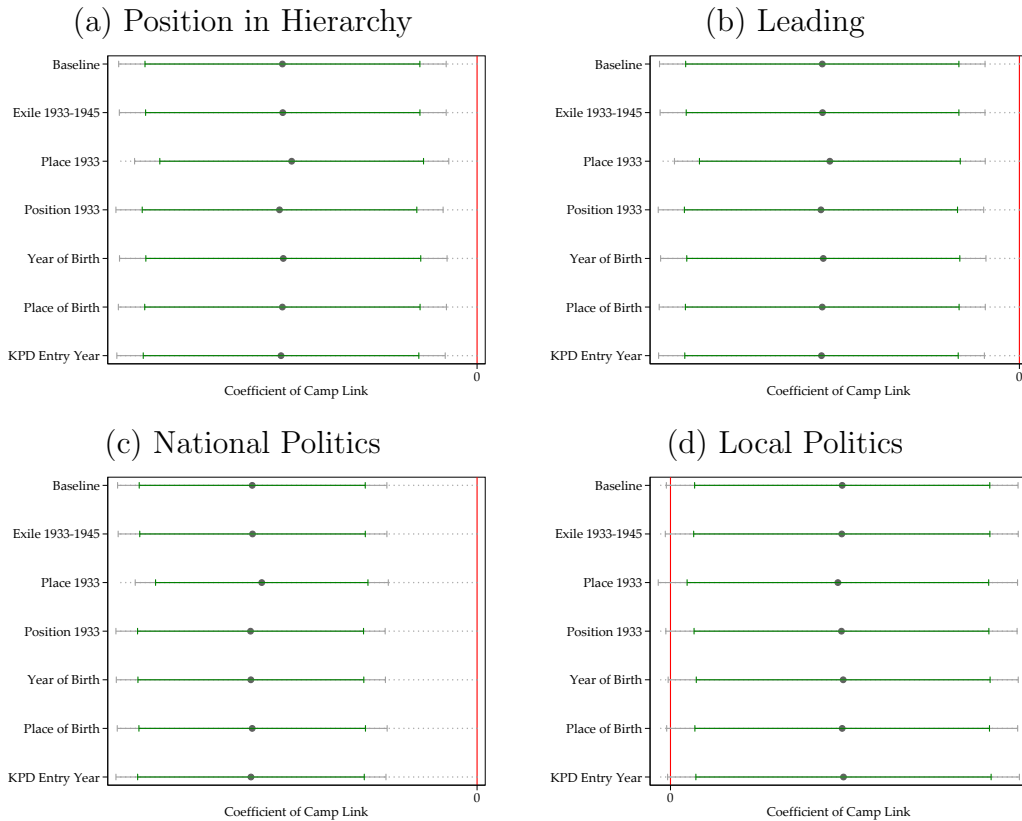 (a) Position in Hierarchy
Baseline
Exile 1933-1945
Place 1933
Position 1933
Year of Birth
Place of Birth
KPD Entry Year
0
Coefficient of Camp Link
(b) Leading
Baseline
Exile 1933-1945
Place 1933
Position 1933
Year of Birth
Place of Birth
KPD Entry Year
0
Coefficient of Camp Link
(c) National Politics
Baseline
Exile 1933-1945
Place 1933
Position 1933
Year of Birth
Place of Birth
KPD Entry Year
0
Coefficient of Camp Link
(d) Local Politics
Baseline
Exile 1933-1945
Place 1933
Position 1933
Year of Birth
Place of Birth
KPD Entry Year
0
Coefficient of Camp Link